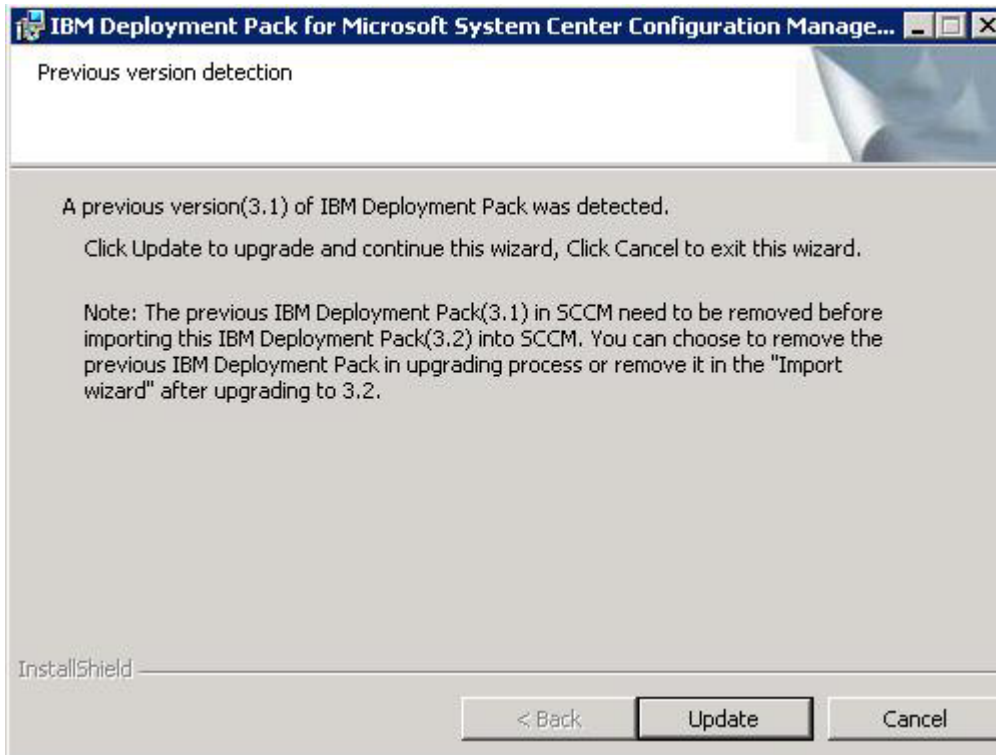 IBM Deployment Pack for Microsoft System Center Configuration Manage...
Previous version detection
A previous version(3.1) of IBM Deployment Pack was detected.
Click Update to upgrade and continue this wizard, Click Cancel to exit this wizard.
Note: The previous IBM Deployment Pack(3.1) in SCCM need to be removed before
importing this IBM Deployment Pack(3.2) into SCCM. You can choose to remove the
previous IBM Deployment Pack in upgrading process or remove it in the "Import
wizard" after upgrading to 3.2.
InstallShield
< Back Update Cancel